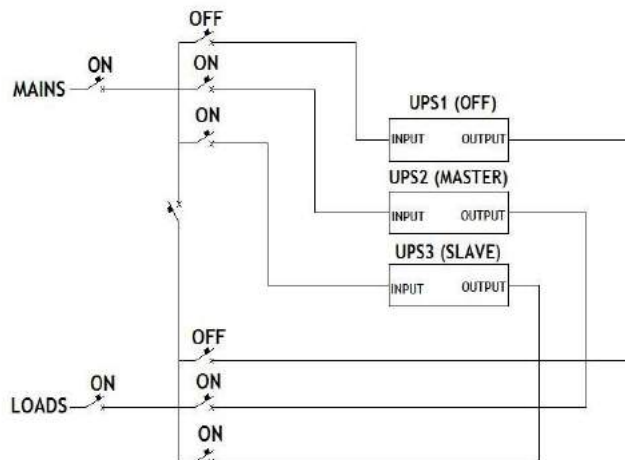 OFF
ON
ON
MAINS
UPS1 (OFF)
ON
INPUT OUTPUT
UPS2 (MASTER)
INPUT OUTPUT
UPS3 (SLAVE)
INPUT OUTPUT
OFF
ON
ON
LOADS
ON